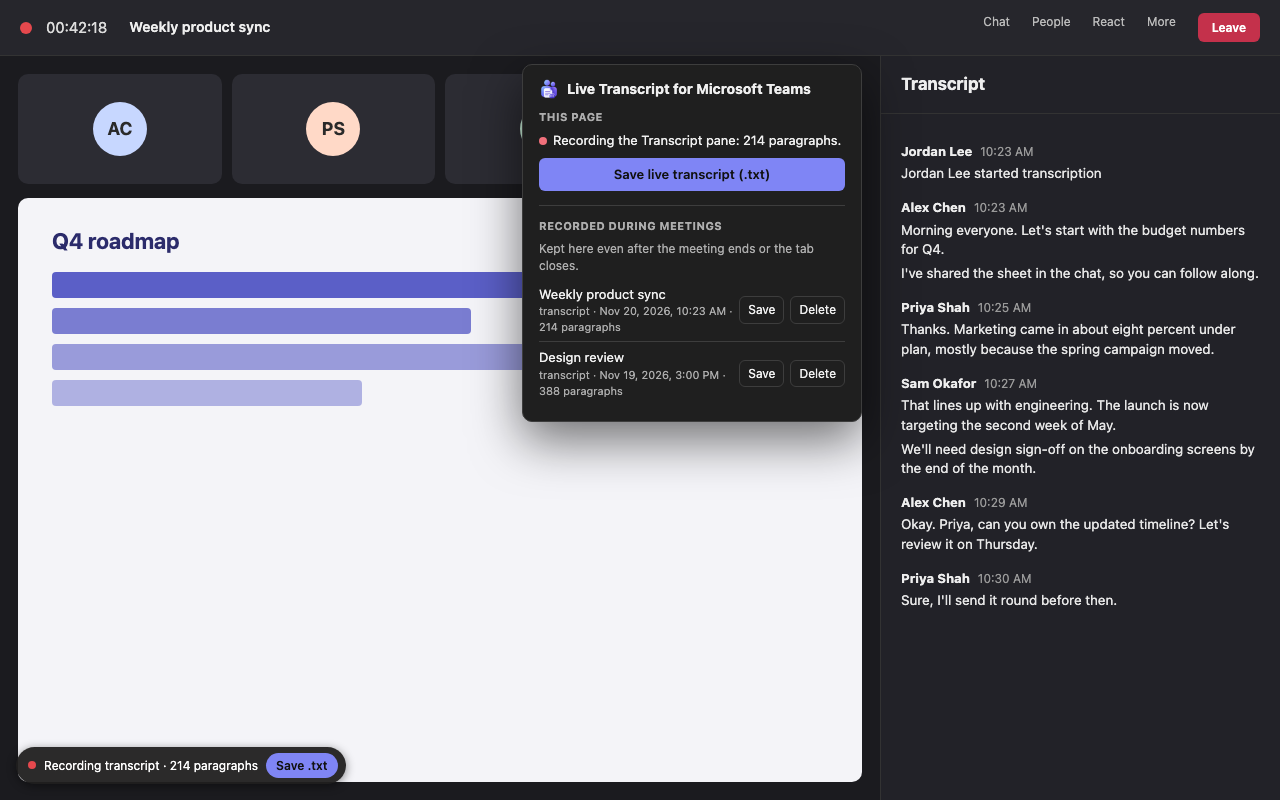 00:42:18
Weekly product sync
Chat
People
React
More
Leave
AC
PS
Q4 roadmap
Live Transcript for Microsoft Teams
THIS PAGE
Recording the Transcript pane: 214 paragraphs.
Save live transcript (.txt)
RECORDED DURING MEETINGS
Kept here even after the meeting ends or the tab
closes.
Weekly product sync
transcript · Nov 20, 2026, 10:23 AM ·
214 paragraphs
Save
Delete
Design review
transcript · Nov 19, 2026, 3:00 PM ·
388 paragraphs
Save
Delete
Recording transcript · 214 paragraphs
Save .txt
Transcript
Jordan Lee 10:23 AM
Jordan Lee started transcription
Alex Chen 10:23 AM
Morning everyone. Let's start with the budget numbers
for Q4.
I've shared the sheet in the chat, so you can follow along.
Priya Shah 10:25 AM
Thanks. Marketing came in about eight percent under
plan, mostly because the spring campaign moved.
Sam Okafor 10:27 AM
That lines up with engineering. The launch is now
targeting the second week of May.
We'll need design sign-off on the onboarding screens by
the end of the month.
Alex Chen 10:29 AM
Okay. Priya, can you own the updated timeline? Let's
review it on Thursday.
Priya Shah 10:30 AM
Sure, I'll send it round before then.